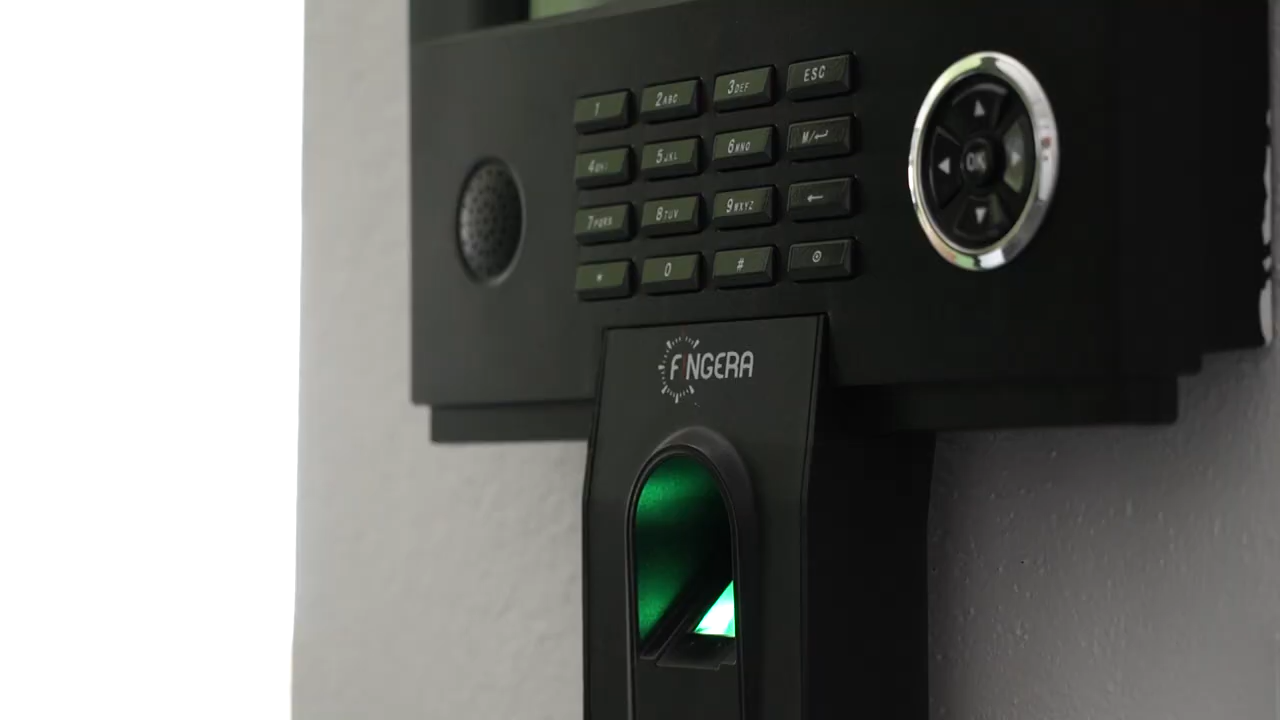 1 2ABC 3DEF ESC
4GHI 5JKL 6MNO M/↵
7PQRS 8TUV 9WXYZ ←
* 0 # ⊙
OK
FINGERA